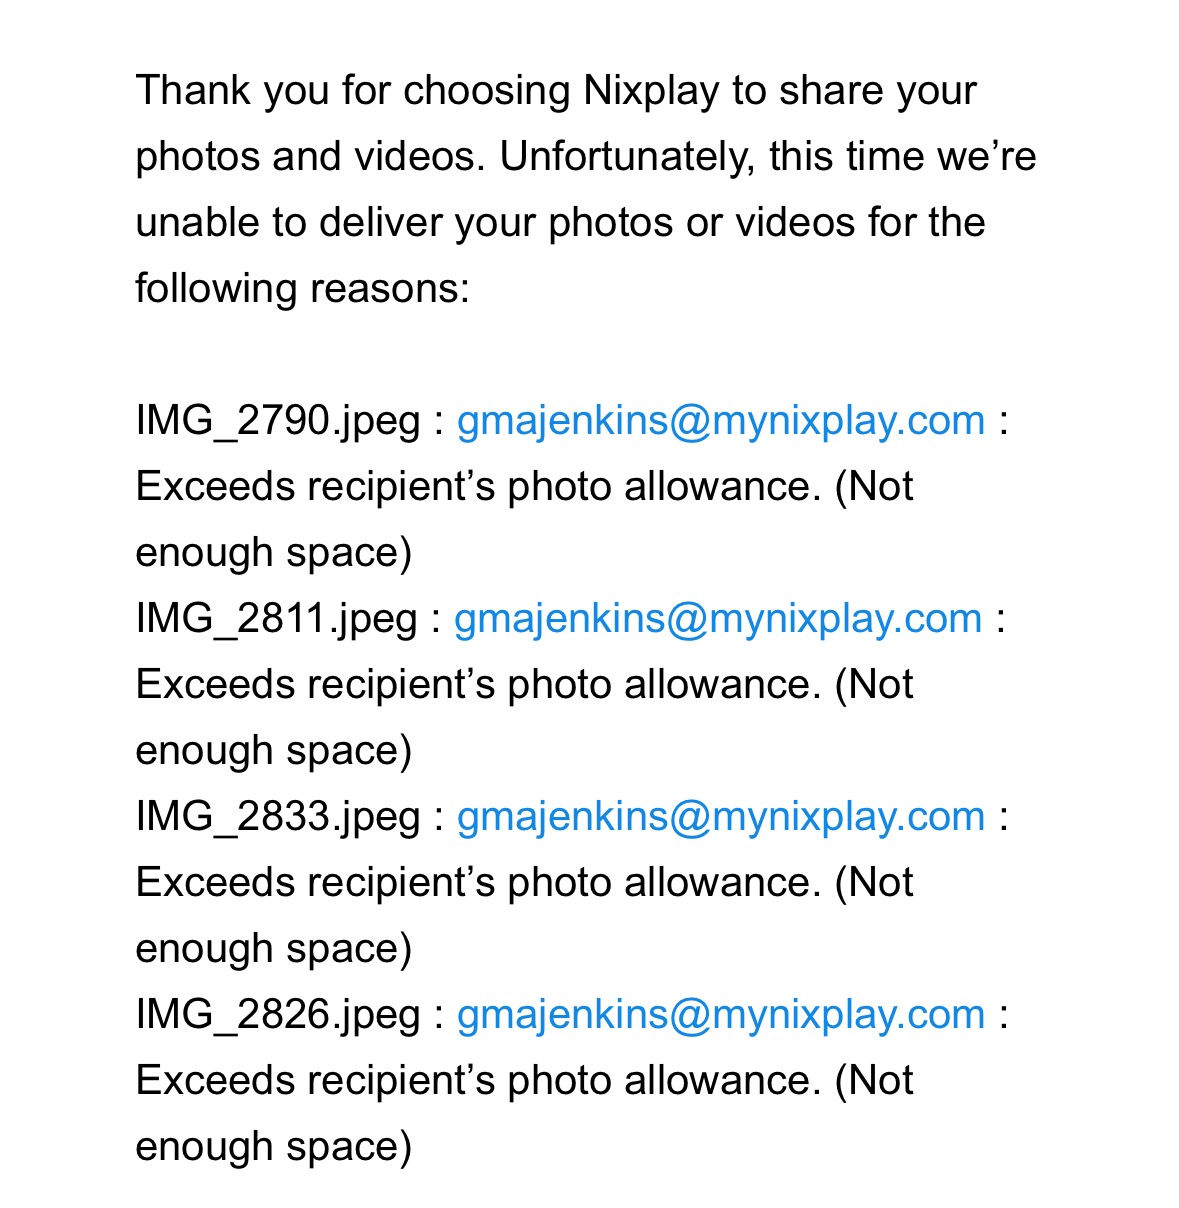 Thank you for choosing Nixplay to share your
photos and videos. Unfortunately, this time we’re
unable to deliver your photos or videos for the
following reasons:
IMG_2790.jpeg : gmajenkins@mynixplay.com :
Exceeds recipient’s photo allowance. (Not
enough space)
IMG_2811.jpeg : gmajenkins@mynixplay.com :
Exceeds recipient’s photo allowance. (Not
enough space)
IMG_2833.jpeg : gmajenkins@mynixplay.com :
Exceeds recipient’s photo allowance. (Not
enough space)
IMG_2826.jpeg : gmajenkins@mynixplay.com :
Exceeds recipient’s photo allowance. (Not
enough space)